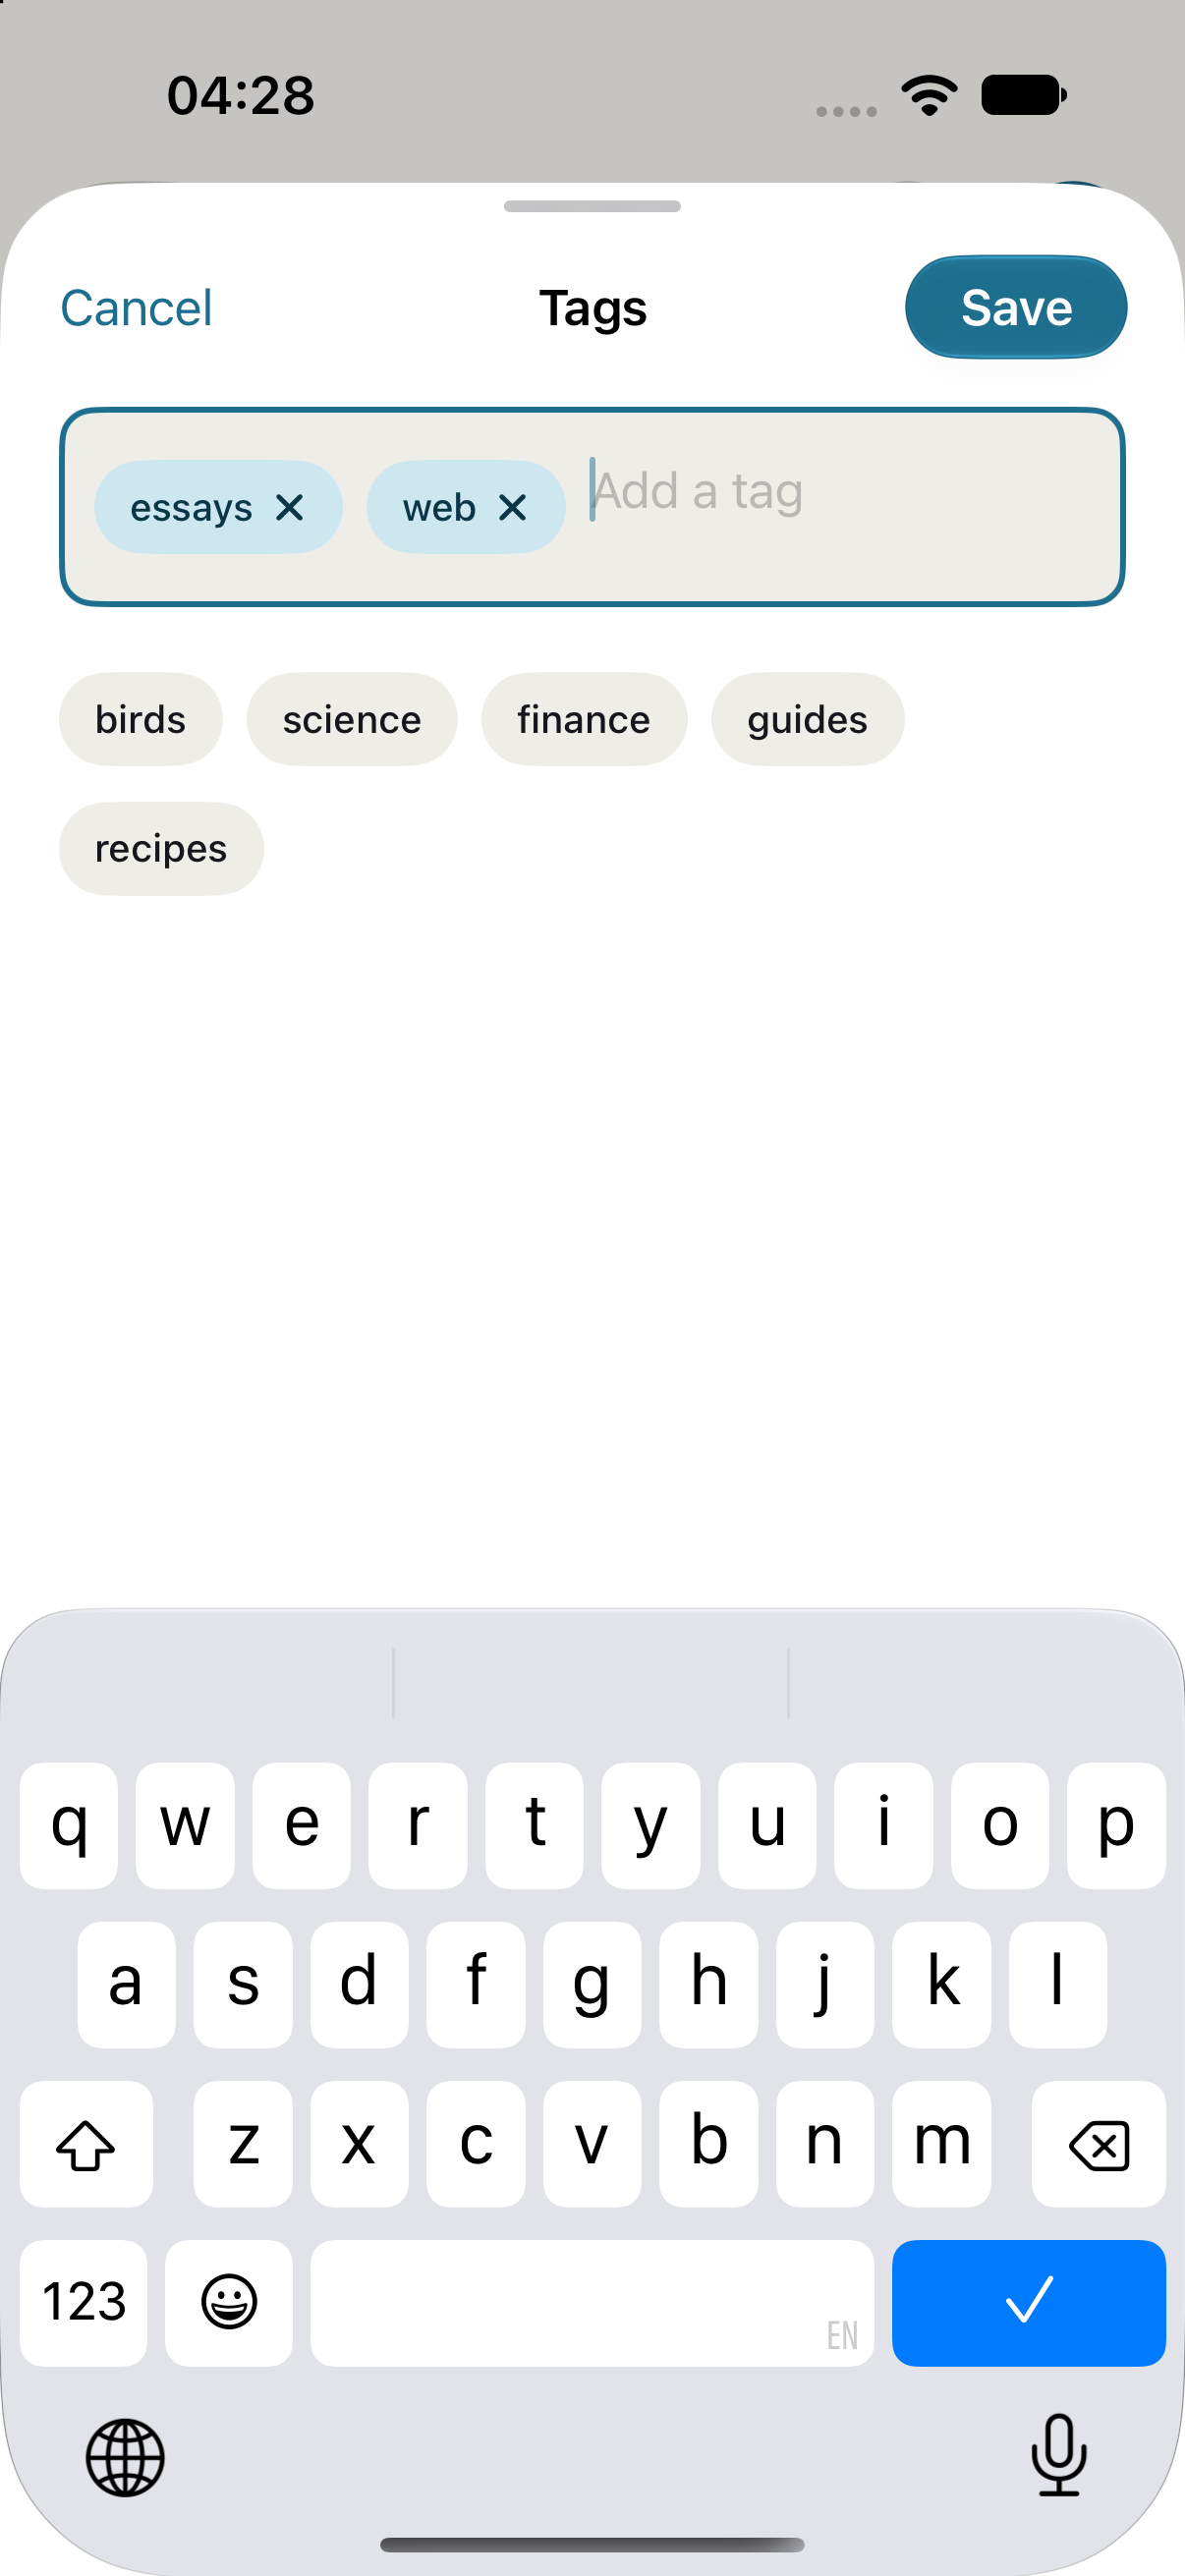 04:28
Cancel Tags Save
essays web Add a tag
birds science finance guides
recipes
q w e r t y u i o p
a s d f g h j k l
z x c v b n m
123 EN